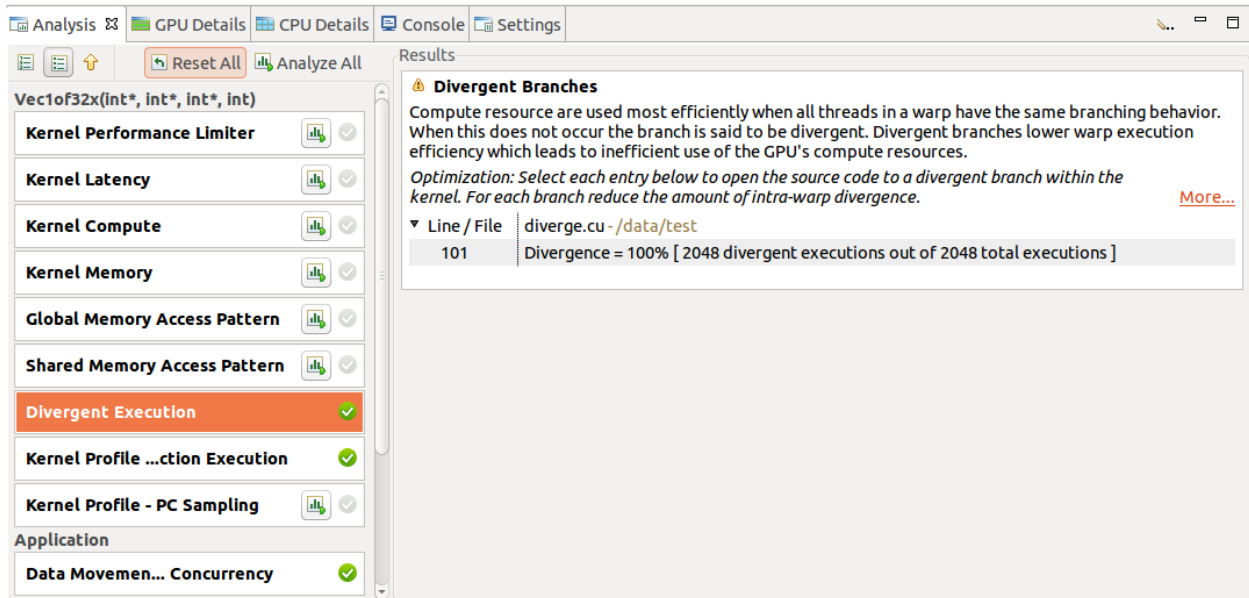 Analysis GPU Details CPU Details Console Settings
Reset All Analyze All
Vec1of32x(int*, int*, int*, int)
Kernel Performance Limiter
Kernel Latency
Kernel Compute
Kernel Memory
Global Memory Access Pattern
Shared Memory Access Pattern
Divergent Execution
Kernel Profile ...ction Execution
Kernel Profile - PC Sampling
Application
Data Movemen... Concurrency
Results
Divergent Branches
Compute resource are used most efficiently when all threads in a warp have the same branching behavior.
When this does not occur the branch is said to be divergent. Divergent branches lower warp execution
efficiency which leads to inefficient use of the GPU's compute resources.
Optimization: Select each entry below to open the source code to a divergent branch within the
kernel. For each branch reduce the amount of intra-warp divergence. More...
Line / File diverge.cu - /data/test
101 Divergence = 100% [ 2048 divergent executions out of 2048 total executions ]